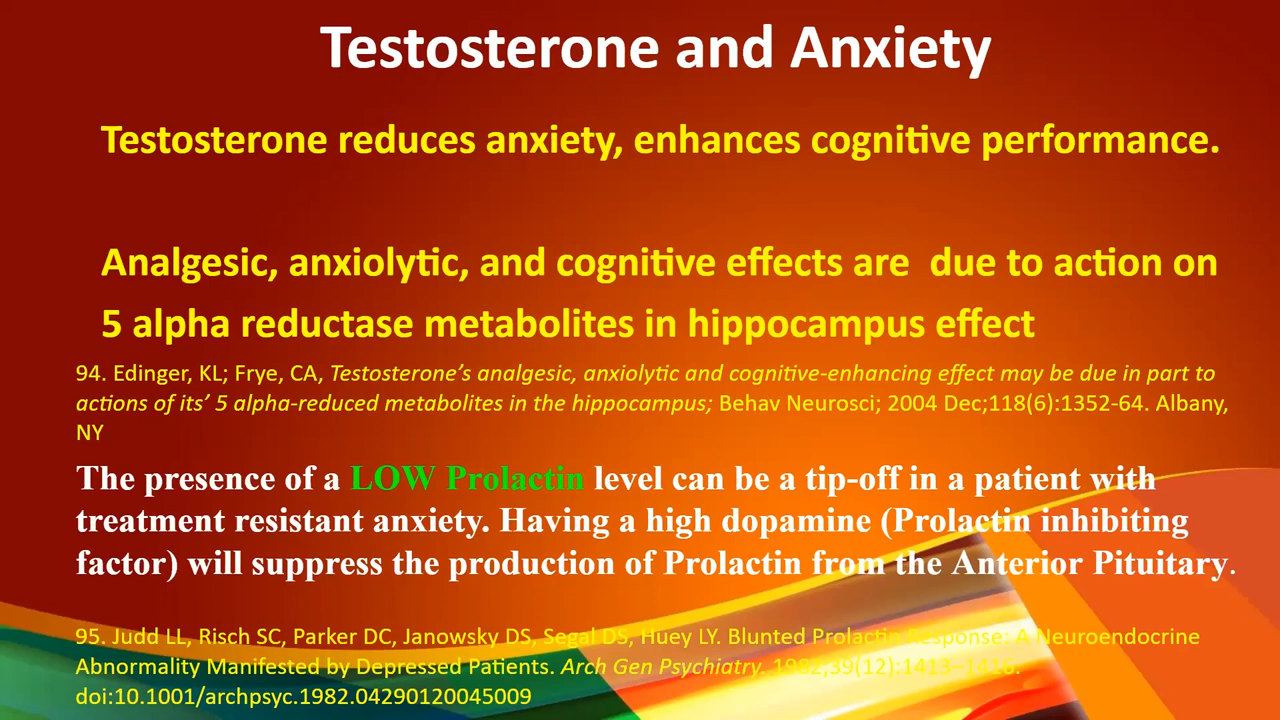 Testosterone and Anxiety
Testosterone reduces anxiety, enhances cognitive performance.
Analgesic, anxiolytic, and cognitive effects are  due to action on
5 alpha reductase metabolites in hippocampus effect
94. Edinger, KL; Frye, CA, Testosterone's analgesic, anxiolytic and cognitive-enhancing effect may be due in part to
actions of its’ 5 alpha-reduced metabolites in the hippocampus; Behav Neurosci; 2004 Dec;118(6):1352-64. Albany,
NY
The presence of a LOW Prolactin level can be a tip-off in a patient with
treatment resistant anxiety. Having a high dopamine (Prolactin inhibiting
factor) will suppress the production of Prolactin from the Anterior Pituitary.
95. Judd LL, Risch SC, Parker DC, Janowsky DS, Segal DS, Huey LY. Blunted Prolactin Response: A Neuroendocrine
Abnormality Manifested by Depressed Patients. Arch Gen Psychiatry. 1982;39(12):1413–1416.
doi:10.1001/archpsyc.1982.04290120045009